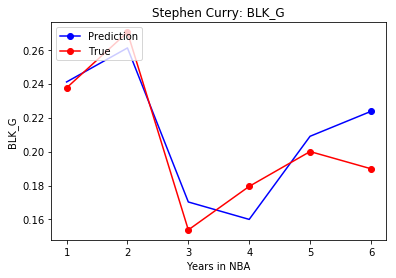 Stephen Curry: BLK_G
Prediction
True
BLK_G
0.26
0.24
0.22
0.20
0.18
0.16
1 2 3 4 5 6
Years in NBA